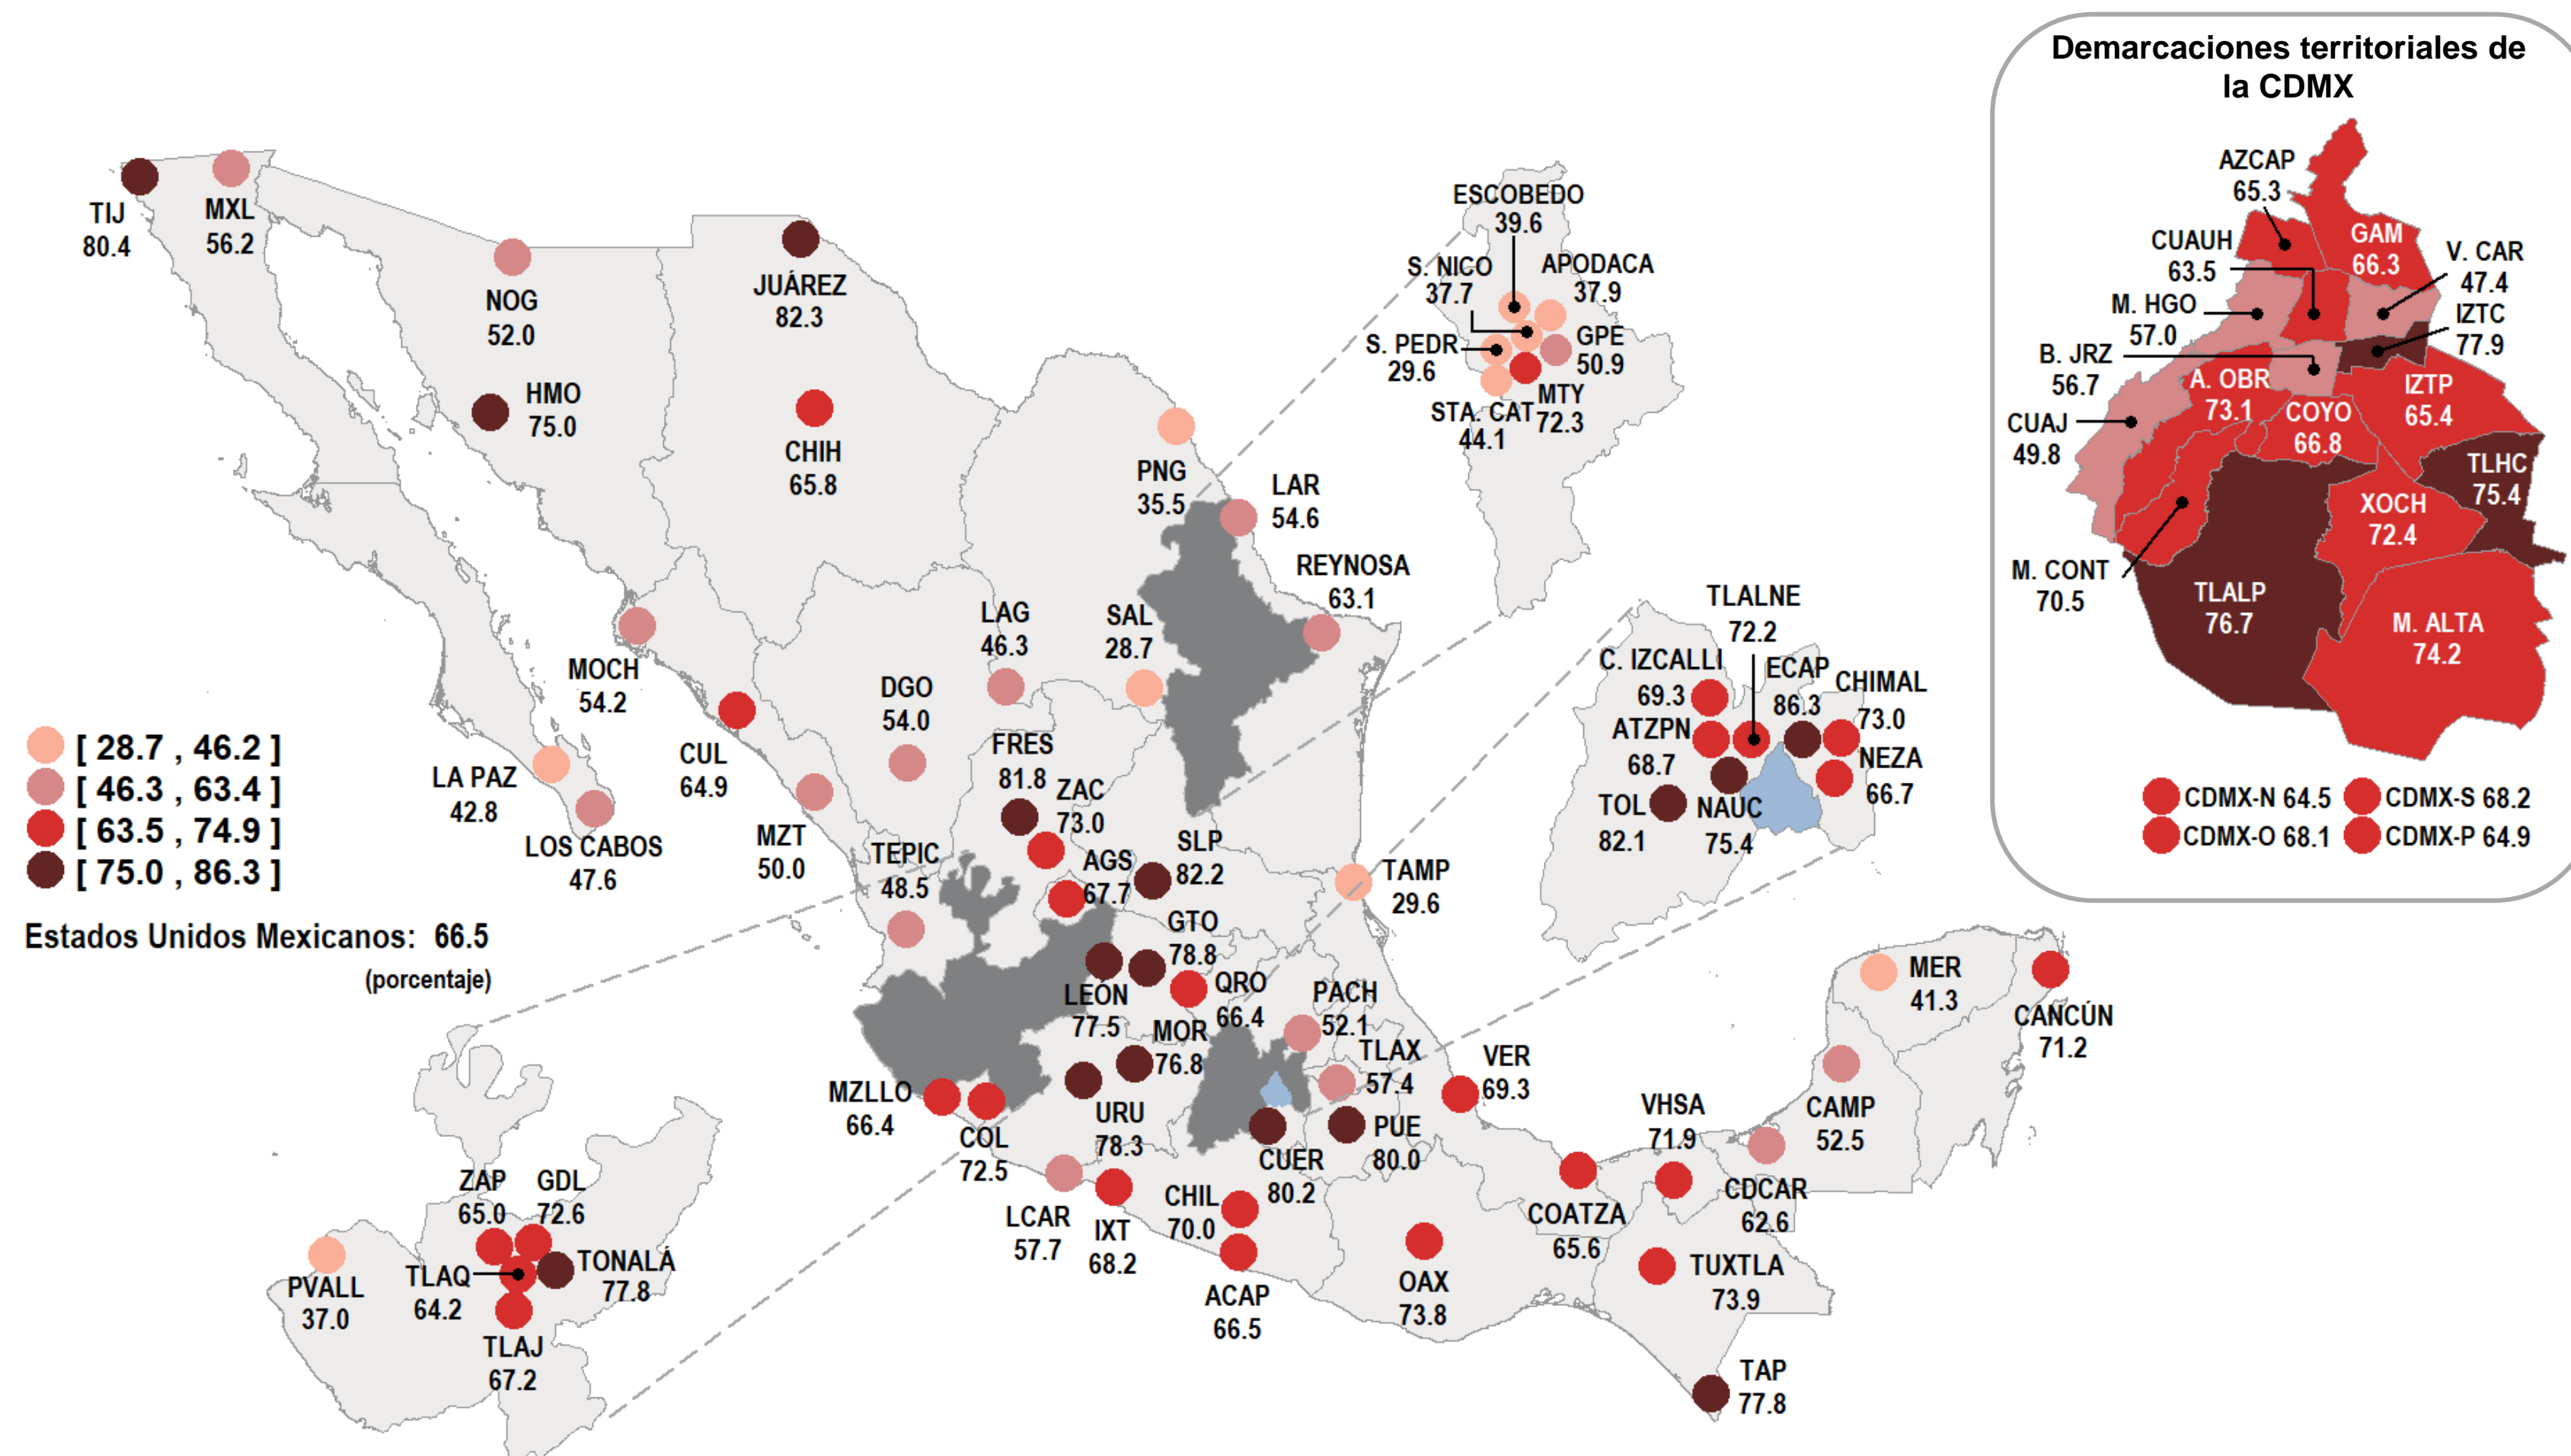 Demarcaciones territoriales de
la CDMX
AZCAP
65.3
GAM
66.3
CUAUH
63.5
V. CAR
47.4
M. HGO
57.0
IZTC
77.9
B. JRZ
56.7
A. OBR
73.1
IZTP
65.4
COYO
66.8
CUAJ
49.8
TLHC
75.4
XOCH
72.4
M. CONT
70.5
TLALP
76.7
M. ALTA
74.2
CDMX-N 64.5
CDMX-S 68.2
CDMX-O 68.1
CDMX-P 64.9
TIJ
80.4
MXL
56.2
NOG
52.0
HMO
75.0
JUÁREZ
82.3
CHIH
65.8
PNG
35.5
LAR
54.6
REYNOSA
63.1
ESCOBEDO
39.6
S. NICO
37.7
APODACA
37.9
S. PEDR
29.6
GPE
50.9
STA. CAT
44.1
MTY
72.3
MOCH
54.2
CUL
64.9
LAG
46.3
SAL
28.7
DGO
54.0
LA PAZ
42.8
LOS CABOS
47.6
MZT
50.0
FRES
81.8
ZAC
73.0
TEPIC
48.5
AGS
67.7
SLP
82.2
TAMP
29.6
TLALNE
72.2
C. IZCALLI
69.3
ECAP
86.3
CHIMAL
73.0
ATZPN
68.7
NEZA
66.7
TOL
82.1
NAUC
75.4
[ 28.7 , 46.2 ]
[ 46.3 , 63.4 ]
[ 63.5 , 74.9 ]
[ 75.0 , 86.3 ]
Estados Unidos Mexicanos: 66.5
(porcentaje)
GTO
78.8
LEÓN
77.5
QRO
66.4
PACH
52.1
MOR
76.8
TLAX
57.4
VER
69.3
MZLLO
66.4
COL
72.5
URU
78.3
CUER
80.2
PUE
80.0
LCAR
57.7
IXT
68.2
CHIL
70.0
ACAP
66.5
OAX
73.8
COATZA
65.6
VHSA
71.9
CDCAR
62.6
CAMP
52.5
MER
41.3
CANCÚN
71.2
TUXTLA
73.9
TAP
77.8
ZAP
65.0
GDL
72.6
PVALL
37.0
TLAQ
64.2
TONALÁ
77.8
TLAJ
67.2